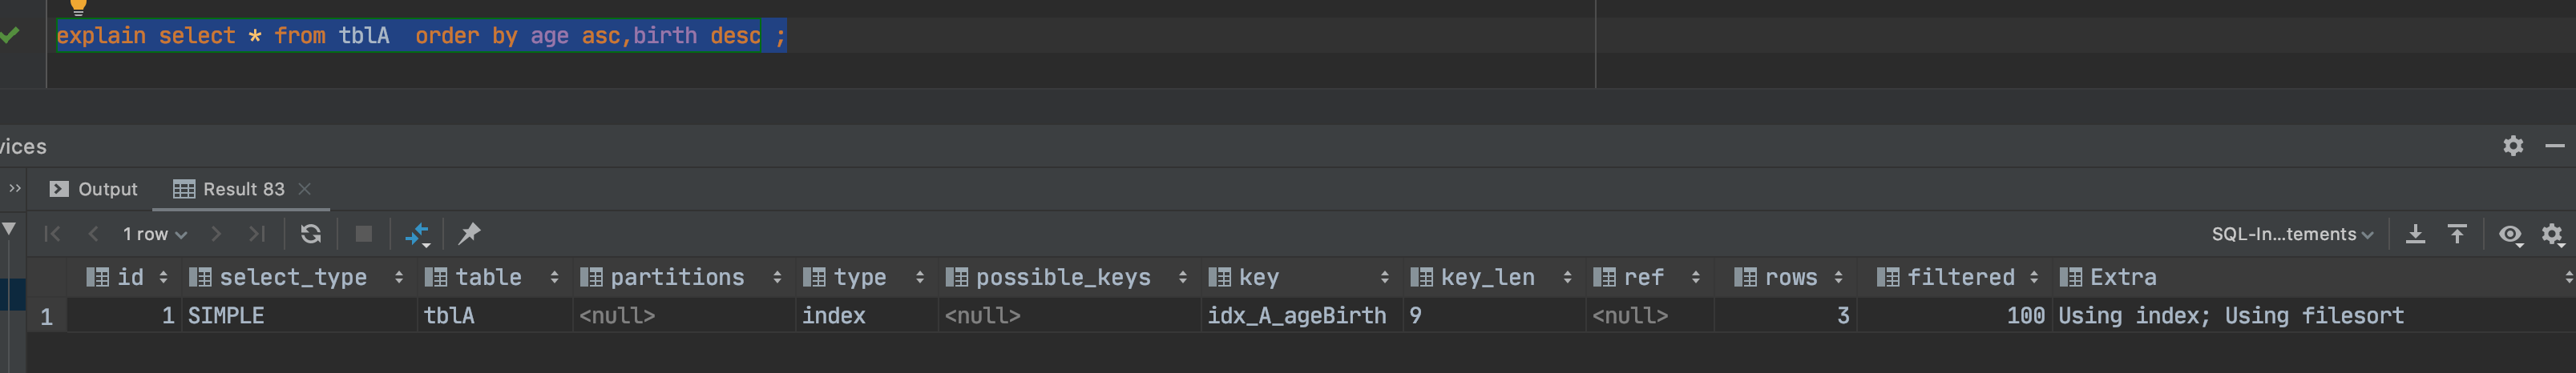 explain select * from tblA  order by age asc,birth desc ;
vices
Output Result 83
1 row SQL-In...tements
id select_type table partitions type possible_keys key key_len ref rows filtered Extra
1 1 SIMPLE tblA <null> index <null> idx_A_ageBirth 9 <null> 3 100 Using index; Using filesort